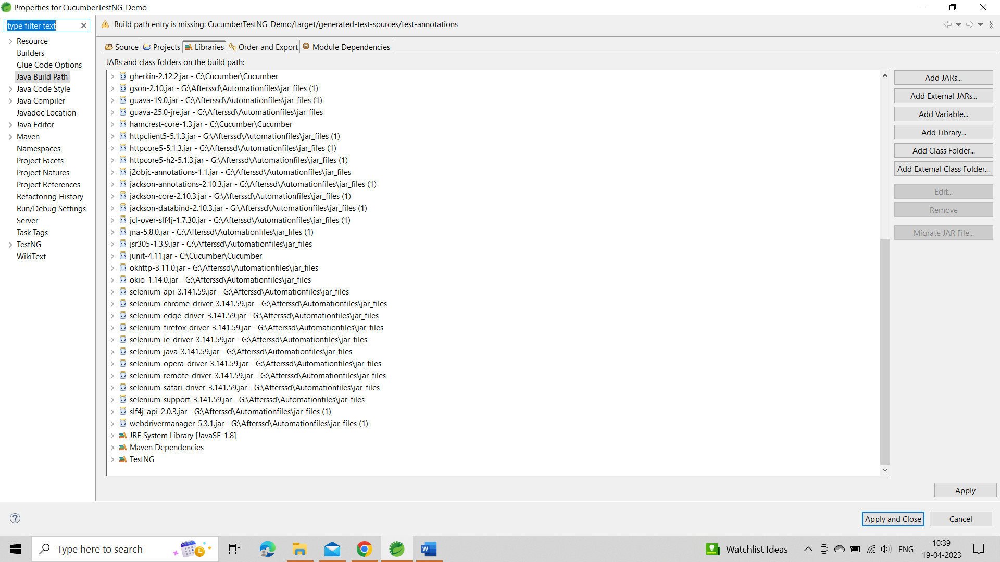 Properties for CucumberTestNG_Demo
type filter text
Resource
Builders
Glue Code Options
Java Build Path
Java Code Style
Java Compiler
Javadoc Location
Java Editor
Maven
Namespaces
Project Facets
Project Natures
Project References
Refactoring History
Run/Debug Settings
Server
Task Tags
TestNG
WikiText
Build path entry is missing: CucumberTestNG_Demo/target/generated-test-sources/test-annotations
Source Projects Libraries Order and Export Module Dependencies
JARs and class folders on the build path:
gherkin-2.12.2.jar - C:\Cucumber\Cucumber
gson-2.10.jar - G:\Afterssd\Automationfiles\jar_files (1)
guava-19.0.jar - G:\Afterssd\Automationfiles\jar_files (1)
guava-25.0-jre.jar - G:\Afterssd\Automationfiles\jar_files
hamcrest-core-1.3.jar - C:\Cucumber\Cucumber
httpclient5-5.1.3.jar - G:\Afterssd\Automationfiles\jar_files (1)
httpcore5-5.1.3.jar - G:\Afterssd\Automationfiles\jar_files (1)
httpcore5-h2-5.1.3.jar - G:\Afterssd\Automationfiles\jar_files (1)
j2objc-annotations-1.1.jar - G:\Afterssd\Automationfiles\jar_files
jackson-annotations-2.10.3.jar - G:\Afterssd\Automationfiles\jar_files (1)
jackson-core-2.10.3.jar - G:\Afterssd\Automationfiles\jar_files (1)
jackson-databind-2.10.3.jar - G:\Afterssd\Automationfiles\jar_files (1)
jcl-over-slf4j-1.7.30.jar - G:\Afterssd\Automationfiles\jar_files (1)
jna-5.8.0.jar - G:\Afterssd\Automationfiles\jar_files (1)
jsr305-1.3.9.jar - G:\Afterssd\Automationfiles\jar_files
junit-4.11.jar - C:\Cucumber\Cucumber
okhttp-3.11.0.jar - G:\Afterssd\Automationfiles\jar_files
okio-1.14.0.jar - G:\Afterssd\Automationfiles\jar_files
selenium-api-3.141.59.jar - G:\Afterssd\Automationfiles\jar_files
selenium-chrome-driver-3.141.59.jar - G:\Afterssd\Automationfiles\jar_files
selenium-edge-driver-3.141.59.jar - G:\Afterssd\Automationfiles\jar_files
selenium-firefox-driver-3.141.59.jar - G:\Afterssd\Automationfiles\jar_files
selenium-ie-driver-3.141.59.jar - G:\Afterssd\Automationfiles\jar_files
selenium-java-3.141.59.jar - G:\Afterssd\Automationfiles\jar_files
selenium-opera-driver-3.141.59.jar - G:\Afterssd\Automationfiles\jar_files
selenium-remote-driver-3.141.59.jar - G:\Afterssd\Automationfiles\jar_files
selenium-safari-driver-3.141.59.jar - G:\Afterssd\Automationfiles\jar_files
selenium-support-3.141.59.jar - G:\Afterssd\Automationfiles\jar_files
slf4j-api-2.0.3.jar - G:\Afterssd\Automationfiles\jar_files (1)
webdrivermanager-5.3.1.jar - G:\Afterssd\Automationfiles\jar_files (1)
JRE System Library [JavaSE-1.8]
Maven Dependencies
TestNG
Add JARs...
Add External JARs...
Add Variable...
Add Library...
Add Class Folder...
Add External Class Folder...
Edit...
Remove
Migrate JAR File...
Apply
Apply and Close
Cancel
Type here to search
Watchlist Ideas
ENG
10:39
19-04-2023